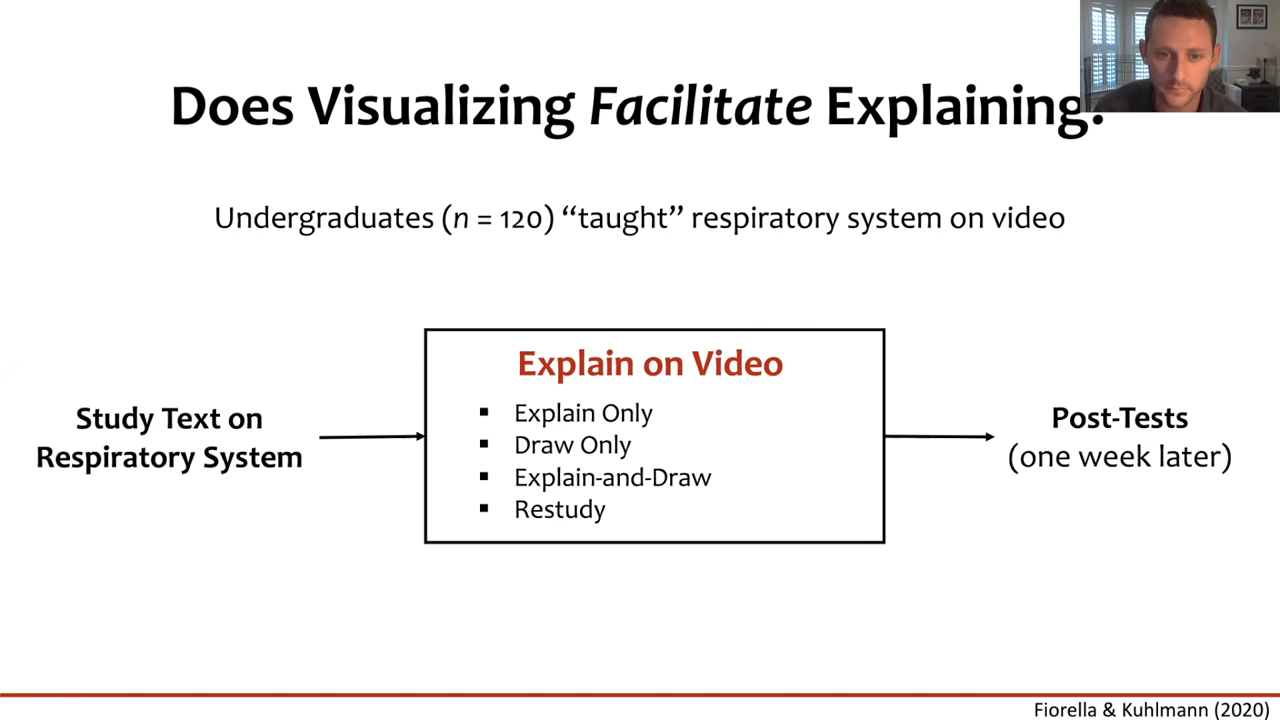 Does Visualizing Facilitate Explaining
Undergraduates (n = 120) “taught” respiratory system on video
Explain on Video
▪ Explain Only
▪ Draw Only
▪ Explain-and-Draw
▪ Restudy
Study Text on
Respiratory System
Post-Tests
(one week later)
Fiorella & Kuhlmann (2020)